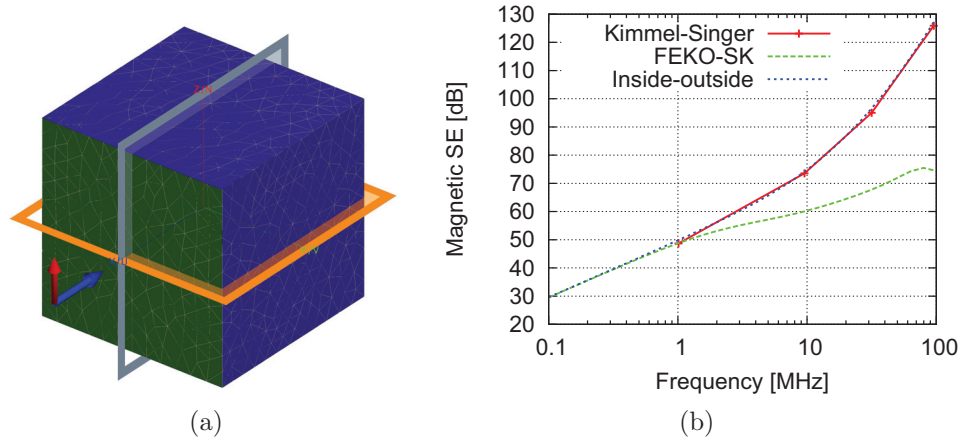 130
120
110
100
90
80
70
60
50
40
30
20
Magnetic SE [dB]
Kimmel-Singer
FEKO-SK
Inside-outside
0.1 1 10 100
Frequency [MHz]
(a) (b)